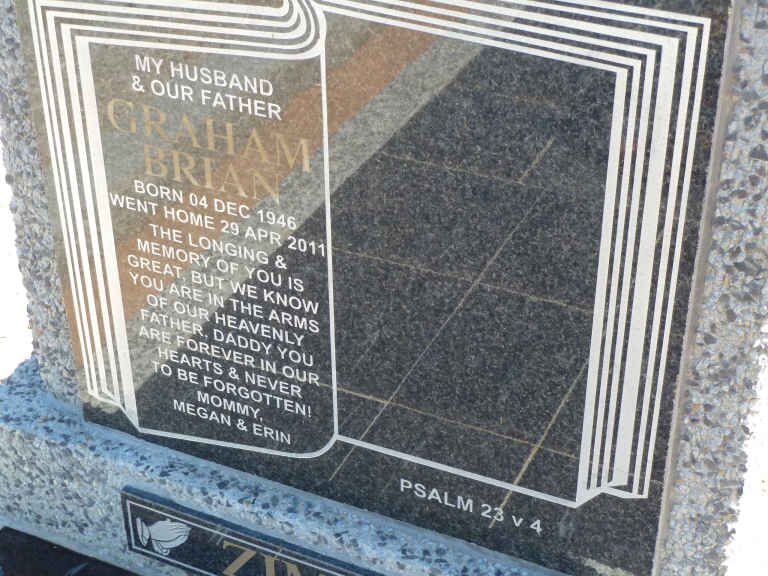 MY HUSBAND
& OUR FATHER
GRAHAM
BRIAN
BORN 04 DEC 1946
WENT HOME 29 APR 2011
THE LONGING &
MEMORY OF YOU IS
GREAT, BUT WE KNOW
YOU ARE IN THE ARMS
OF OUR HEAVENLY
FATHER. DADDY YOU
ARE FOREVER IN OUR
HEARTS & NEVER
TO BE FORGOTTEN!
MOMMY,
MEGAN & ERIN
PSALM 23 v 4